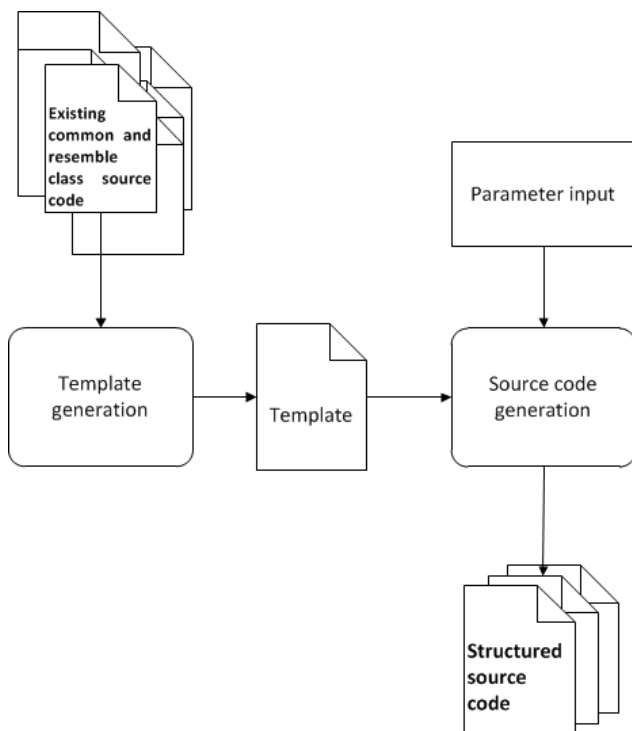 Existing
common and
resemble
class source
code
Parameter input
Template
generation
Template
Source code
generation
Structured
source
code